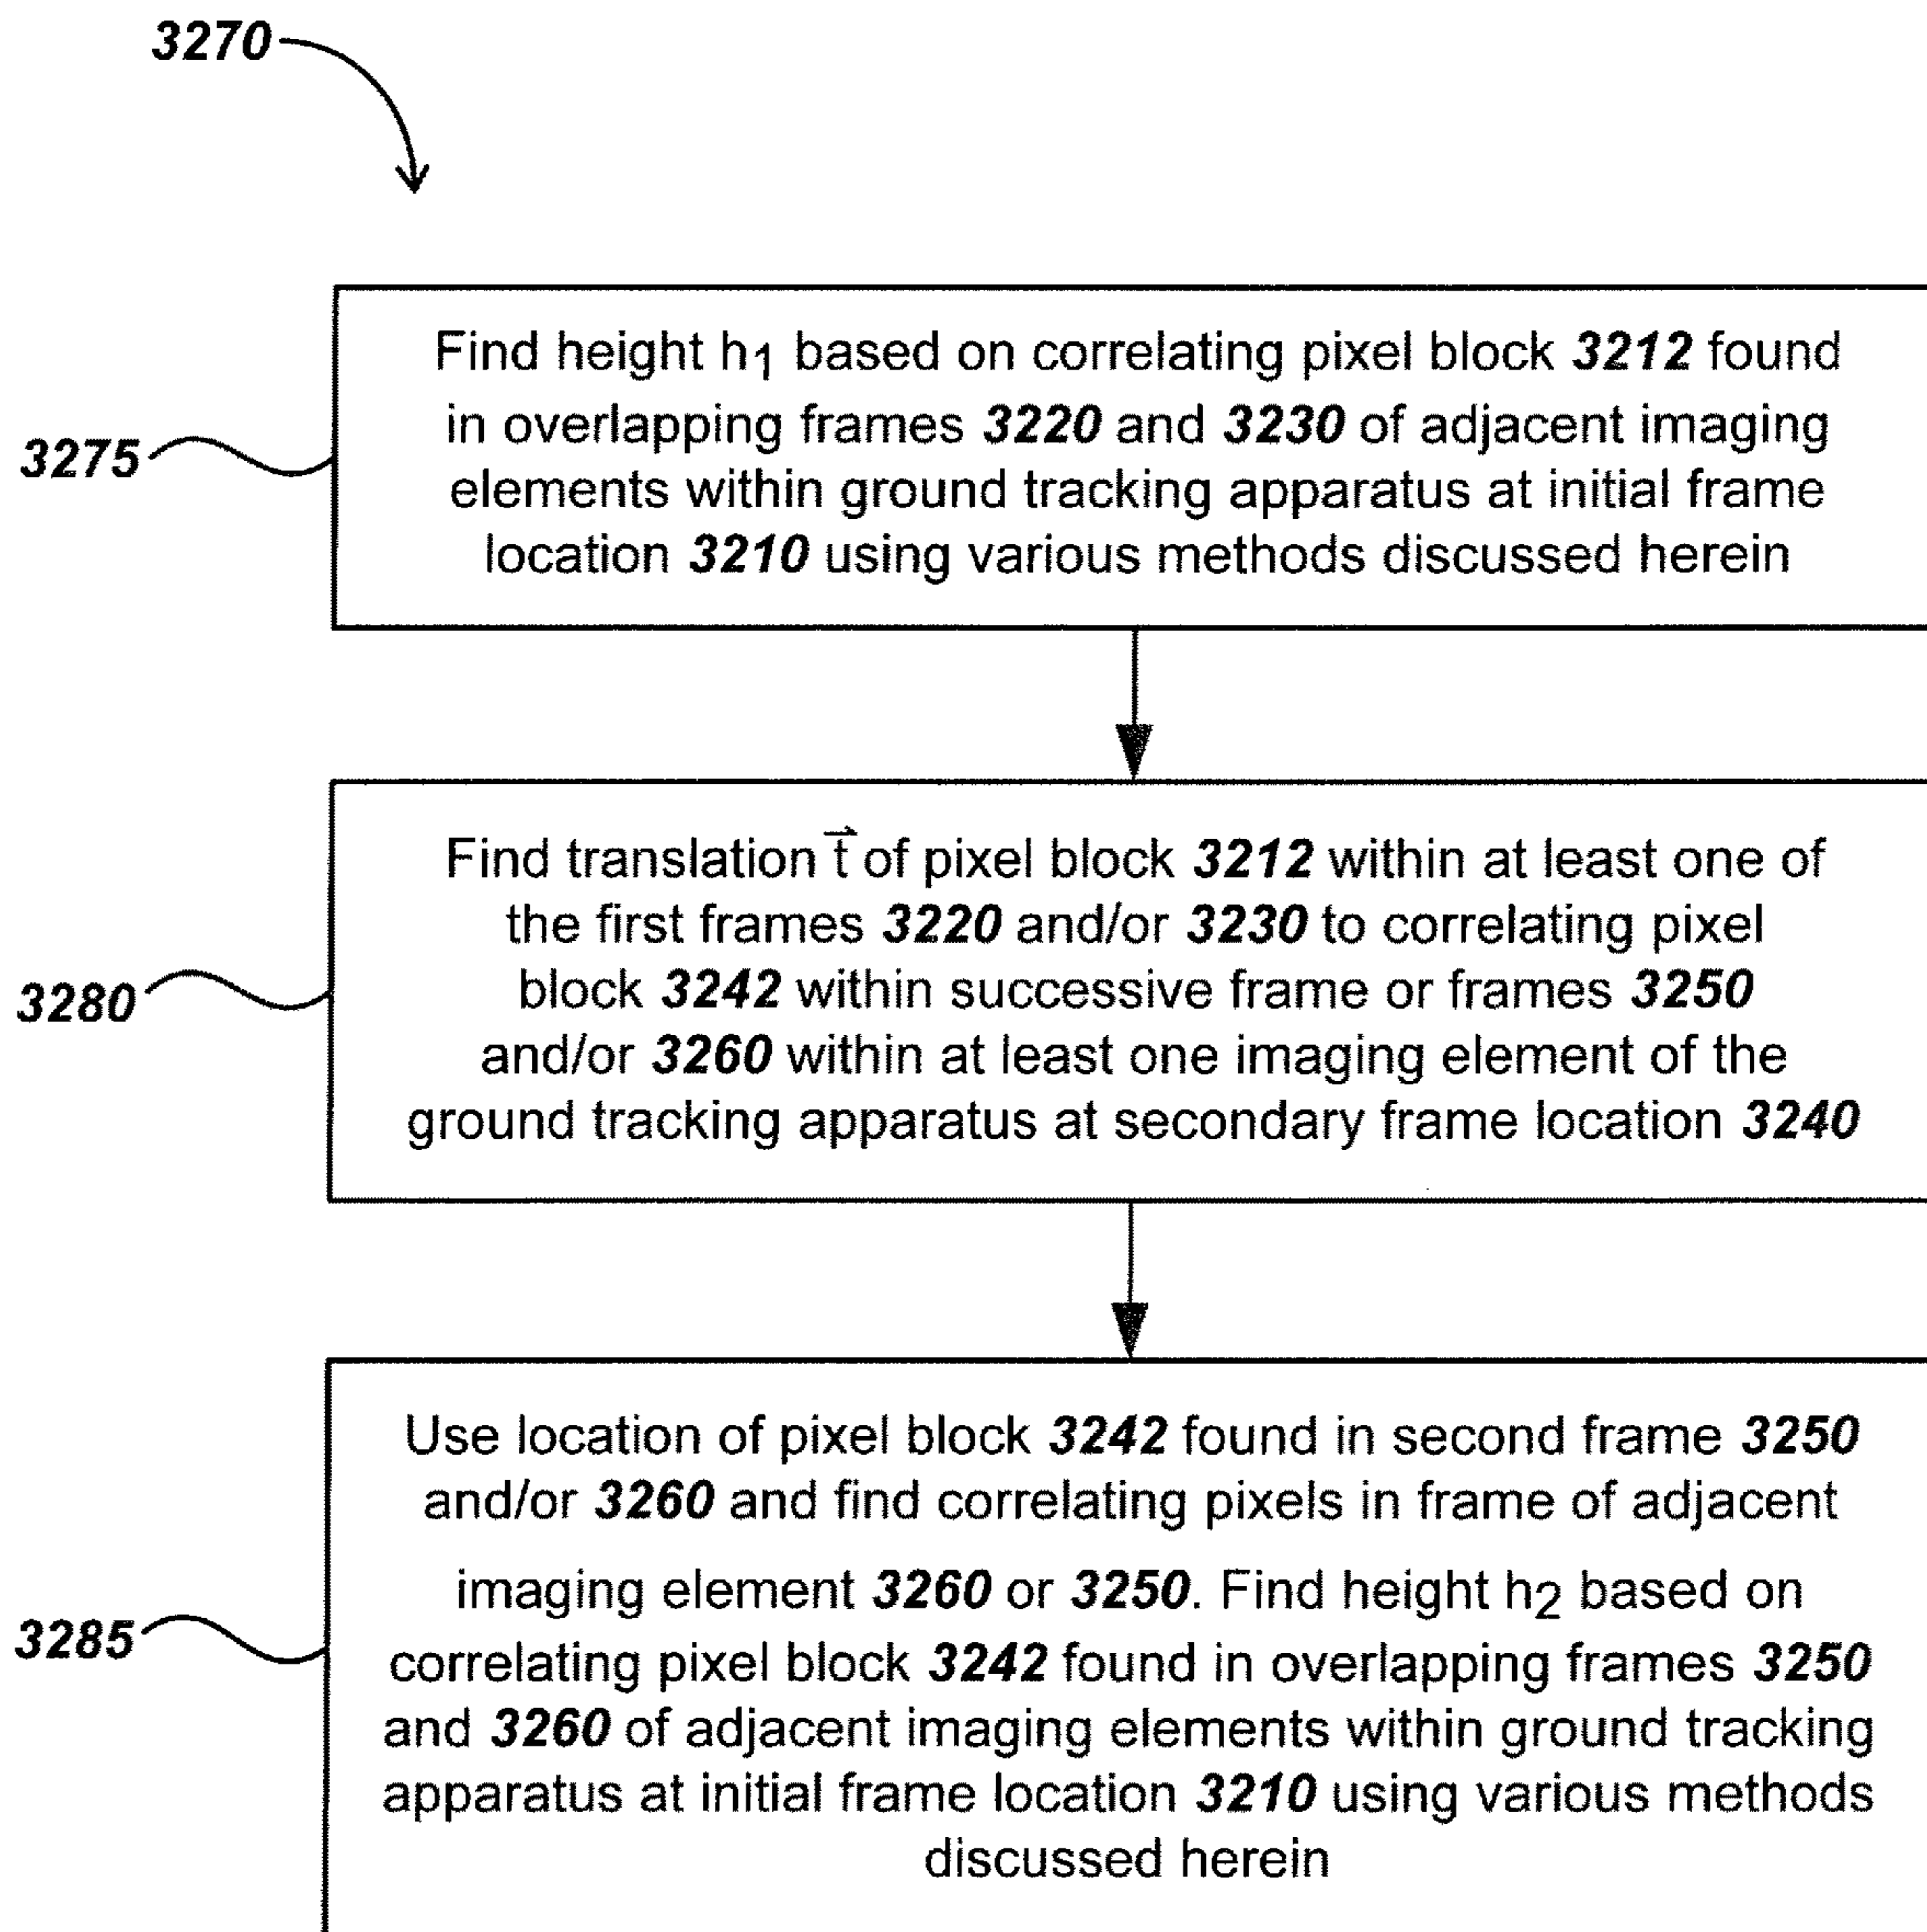 3270
Find height h1 based on correlating pixel block 3212 found
in overlapping frames 3220 and 3230 of adjacent imaging
elements within ground tracking apparatus at initial frame
location 3210 using various methods discussed herein
3275
Find translation t⃗ of pixel block 3212 within at least one of
the first frames 3220 and/or 3230 to correlating pixel
block 3242 within successive frame or frames 3250
and/or 3260 within at least one imaging element of the
ground tracking apparatus at secondary frame location 3240
3280
Use location of pixel block 3242 found in second frame 3250
and/or 3260 and find correlating pixels in frame of adjacent
imaging element 3260 or 3250. Find height h2 based on
correlating pixel block 3242 found in overlapping frames 3250
and 3260 of adjacent imaging elements within ground tracking
apparatus at initial frame location 3210 using various methods
discussed herein
3285